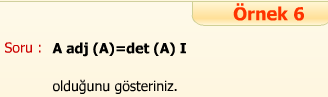 Örnek 6
Soru : A adj (A)=det (A) I
olduğunu gösteriniz.